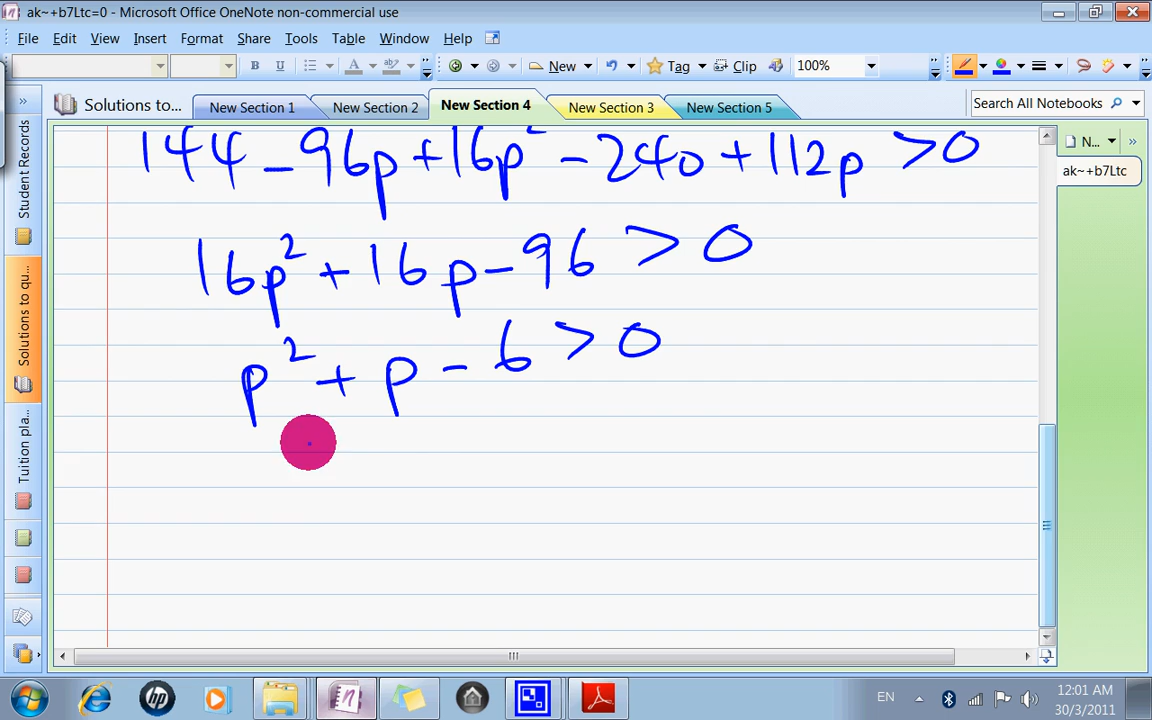 ak~+b7Ltc=0 - Microsoft Office OneNote non-commercial use
File Edit View Insert Format Share Tools Table Window Help
B U A ab New Tag Clip 100%
Solutions to... New Section 1 New Section 2 New Section 4 New Section 3 New Section 5 Search All Notebooks
Student Records
Solutions to qu...
Tuition pla...
N...
ak~+b7Ltc
144 - 96p + 16p² - 240 + 112p > 0
16p² + 16p - 96 > 0
p² + p - 6 > 0
EN 12:01 AM
30/3/2011